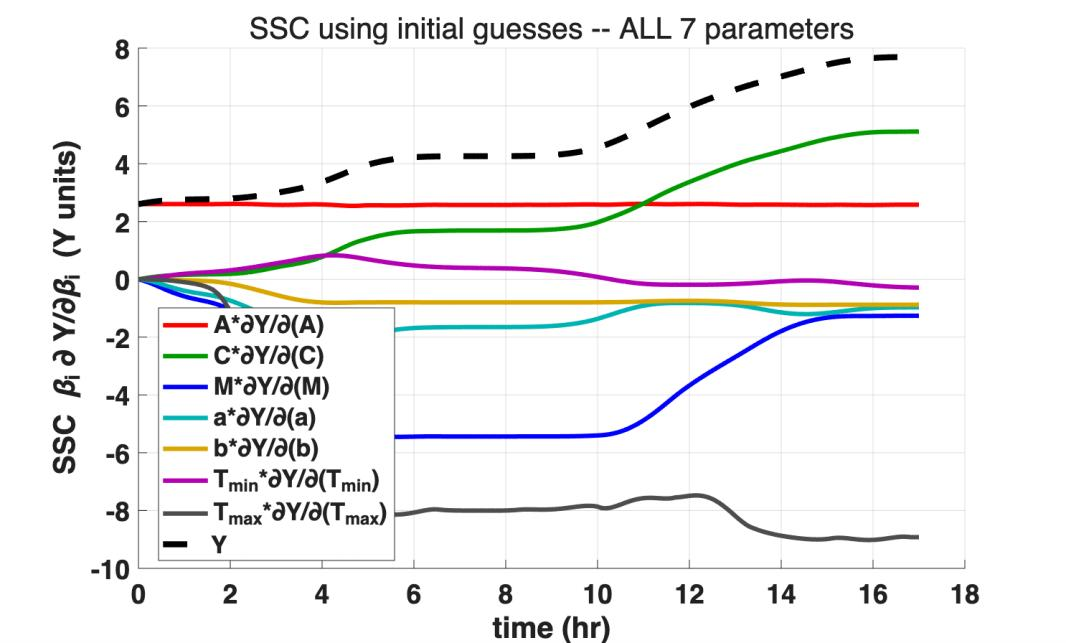 SSC using initial guesses -- ALL 7 parameters
SSC βi ∂ Y/∂βi (Y units)
8
6
4
2
0
-2
-4
-6
-8
-10
A*∂Y/∂(A)
C*∂Y/∂(C)
M*∂Y/∂(M)
a*∂Y/∂(a)
b*∂Y/∂(b)
Tmin*∂Y/∂(Tmin)
Tmax*∂Y/∂(Tmax)
Y
0 2 4 6 8 10 12 14 16 18
time (hr)